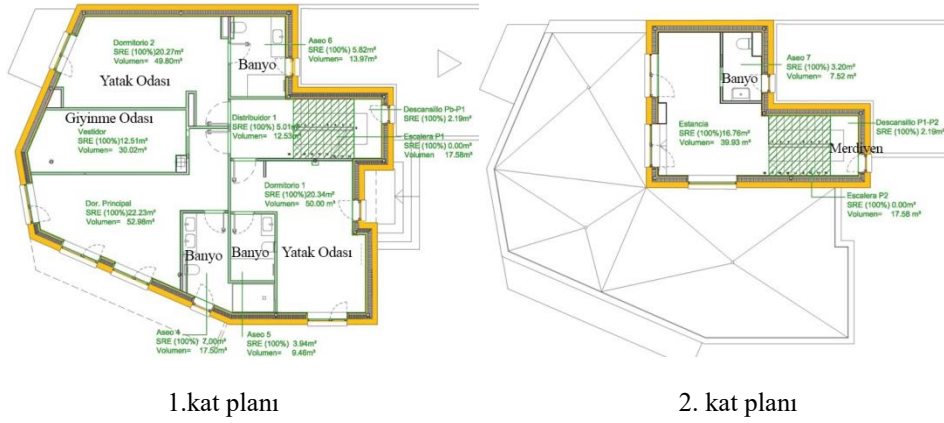 Dormitorio 2
SRE (100%)20.27m²
Volumen= 49.80m³
Yatak Odası
Aseo 6
SRE (100%) 5.82m²
Volumen= 13.97m³
Banyo
Giyinme Odası
Vestidor
SRE (100%)12.51m²
Volumen= 30.02m³
Distribuidor 1
SRE (100%) 5.01m²
Volumen= 12.53m³
Descansillo Pb-P1
SRE (100%) 2.19m²
Escalera P1
SRE (100%) 0.00m²
Volumen= 17.58m³
Dormitorio 1
SRE (100%)20.34m²
Volumen= 50.00 m³
Dor. Principal
SRE (100%)22.23m²
Volumen= 52.98m³
Banyo
Banyo
Yatak Odası
Aseo 4
SRE (100%) 7.00m²
Volumen= 17.50m³
Aseo 5
SRE (100%) 3.94m²
Volumen= 9.46m³
1.kat planı
Aseo 7
SRE (100%) 3.20m²
Volumen= 7.52 m³
Banyo
Estancia
SRE (100%)16.76m²
Volumen= 39.93 m³
Descansillo P1-P2
SRE (100%) 2.19m²
Merdiven
Escalera P2
SRE (100%) 0.00m²
Volumen= 17.58 m³
2. kat planı